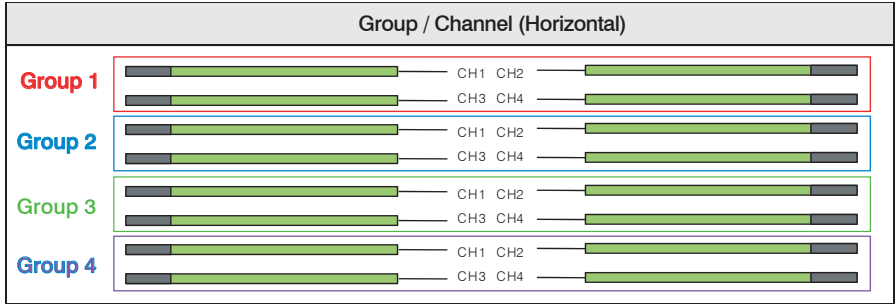 Group / Channel (Horizontal)
Group 1
CH1 CH2
CH3 CH4
Group 2
CH1 CH2
CH3 CH4
Group 3
CH1 CH2
CH3 CH4
Group 4
CH1 CH2
CH3 CH4